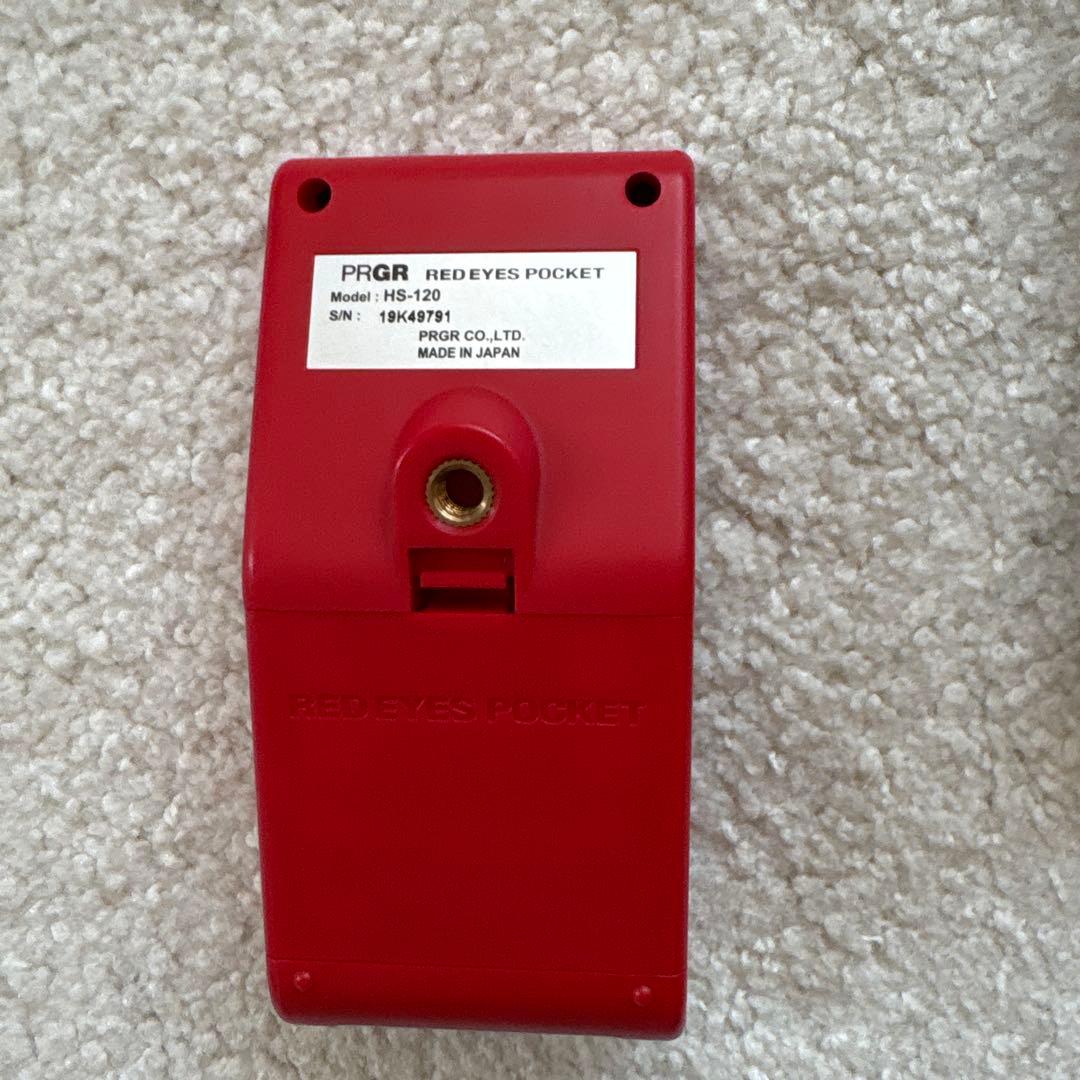 PRGR RED EYES POCKET
Model : HS-120
S/N : 19K49791
PRGR CO.,LTD.
MADE IN JAPAN
RED EYES POCKET